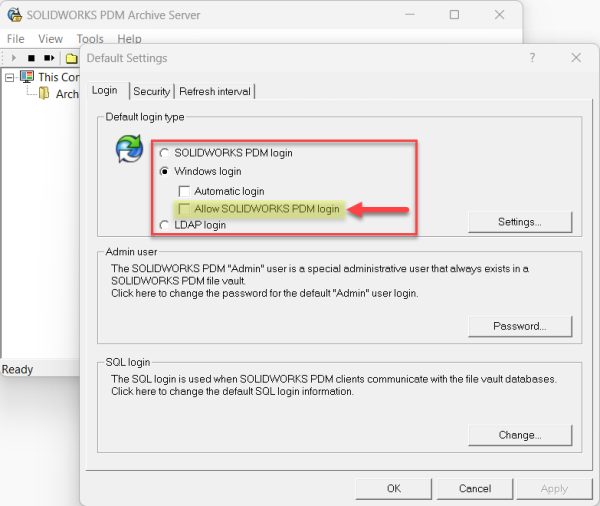 SOLIDWORKS PDM Archive Server
File View Tools Help
This Cor
Arch
Default Settings
Login Security Refresh interval
Default login type
SOLIDWORKS PDM login
Windows login
Automatic login
Allow SOLIDWORKS PDM login
LDAP login
Settings...
Admin user
The SOLIDWORKS PDM "Admin" user is a special administrative user that always exists in a
SOLIDWORKS PDM file vault.
Click here to change the password for the default "Admin" user login.
Password...
SQL login
The SQL login is used when SOLIDWORKS PDM clients communicate with the file vault databases.
Click here to change the default SQL login information.
Change...
Ready
OK Cancel Apply